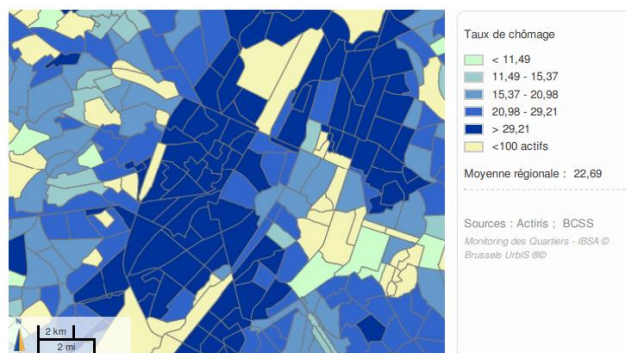 Taux de chômage
< 11,49
11,49 - 15,37
15,37 - 20,98
20,98 - 29,21
> 29,21
<100 actifs
Moyenne régionale : 22,69
Sources : Actiris ; BCSS
Monitoring des Quartiers - IBSA ©
Brussels UrbIS ®©
N
2 km
2 mi